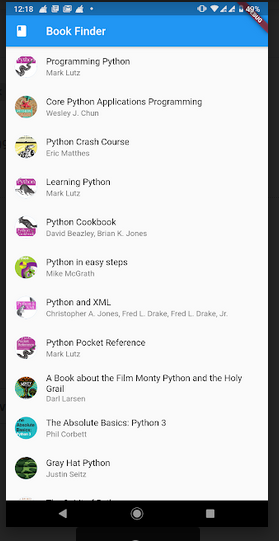 12:18
49%
Book Finder
Programming Python
Mark Lutz
Core Python Applications Programming
Wesley J. Chun
Python Crash Course
Eric Matthes
Learning Python
Mark Lutz
Python Cookbook
David Beazley, Brian K. Jones
Python in easy steps
Mike McGrath
Python and XML
Christopher A. Jones, Fred L. Drake, Fred L. Drake, Jr.
Python Pocket Reference
Mark Lutz
A Book about the Film Monty Python and the Holy
Grail
Darl Larsen
The Absolute Basics: Python 3
Phil Corbett
Gray Hat Python
Justin Seitz